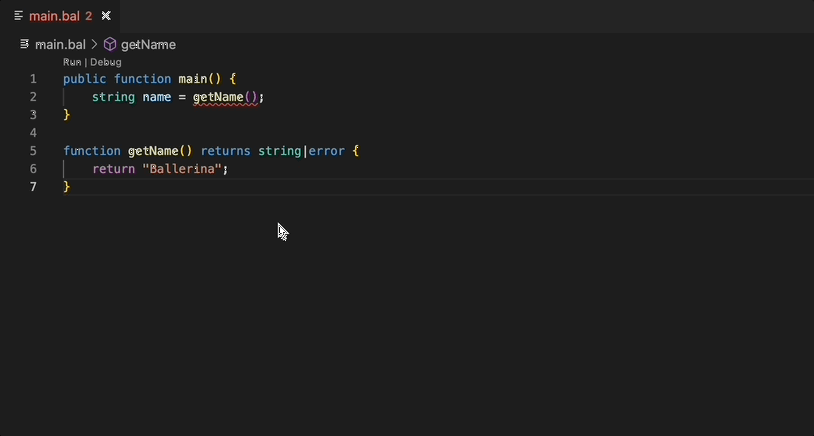 main.bal 2
main.bal > getName
Run | Debug
1 public function main() {
2 string name = getName();
3 }
4
5 function getName() returns string|error {
6 return "Ballerina";
7 }